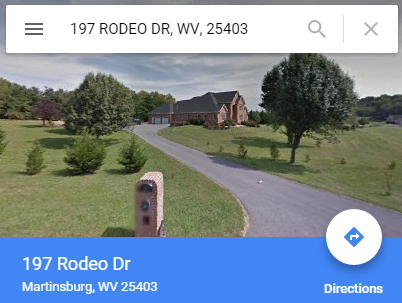 197 RODEO DR, WV, 25403
197 Rodeo Dr
Martinsburg, WV 25403
Directions